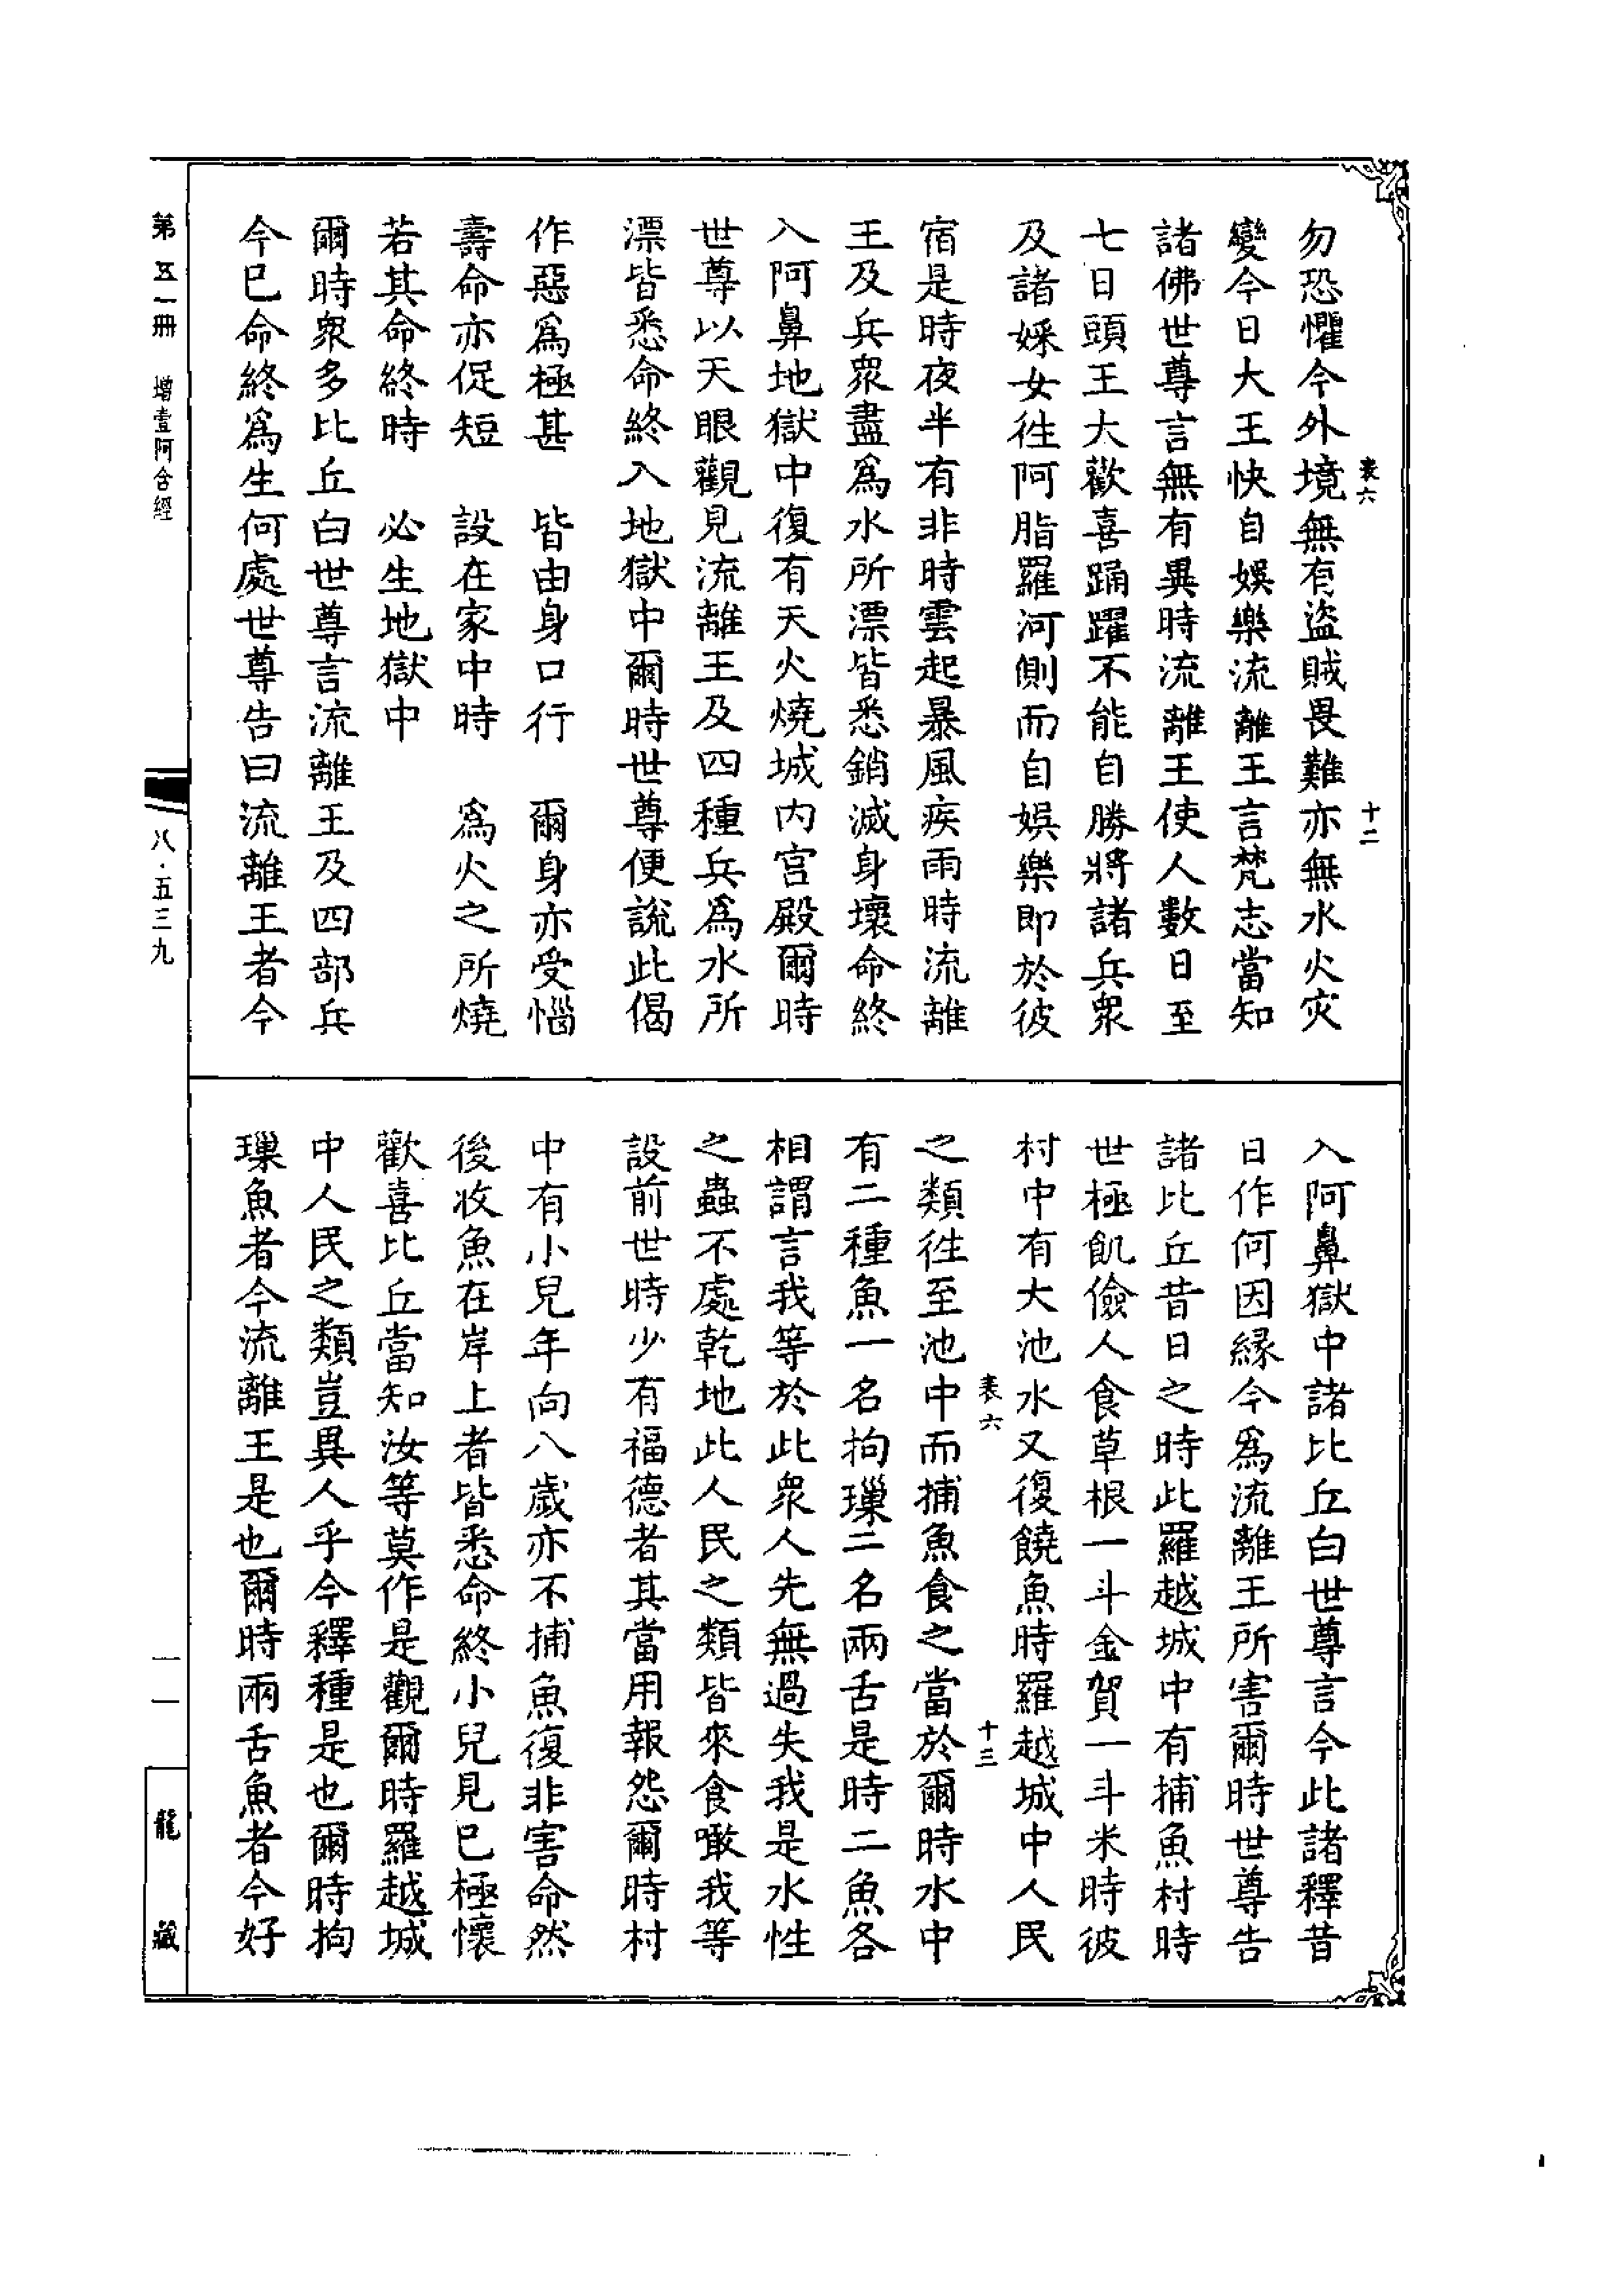 表六
十二
勿恐懼今外境無有盜賊畏難亦無水火灾
變今日大王快自娛樂流離王言梵志當知
諸佛世尊言無有異時流離王使人數日至
七日頭王大歡喜踊躍不能自勝將諸兵眾
及諸婇女徃阿脂羅河側而自娛樂即於彼
宿是時夜半有非時雲起暴風疾雨時流離
王及兵眾盡為水所漂皆悉銷滅身壞命終
入阿鼻地獄中復有天火燒城內宮殿爾時
世尊以天眼觀見流離王及四種兵為水所
漂皆悉命終入地獄中爾時世尊便說此偈
作惡為極甚　皆由身口行　爾身亦受惱
壽命亦促短　設在家中時　為火之所燒
若其命終時　必生地獄中
爾時眾多比丘白世尊言流離王及四部兵
今已命終為生何處世尊告曰流離王者今
入阿鼻獄中諸比丘白世尊言今此諸釋昔
日作何因緣今為流離王所害爾時世尊告
諸比丘昔日之時此羅越城中有捕魚村時
世極飢儉人食草根一斗金貿一斗米時彼
村中有大池水又復饒魚時羅越城中人民
表六
十三
之類徃至池中而捕魚食之當於爾時水中
有二種魚一名拘璅二名兩舌是時二魚各
相謂言我等於此眾人先無過失我是水性
之蟲不處乾地此人民之類皆來食噉我等
設前世時少有福德者其當用報怨爾時村
中有小兒年向八歲亦不捕魚復非害命然
後收魚在岸上者皆悉命終小兒見已極懷
歡喜比丘當知汝等莫作是觀爾時羅越城
中人民之類豈異人乎今釋種是也爾時拘
璅魚者今流離王是也爾時兩舌魚者今好
第五一冊　增壹阿含經
八·五三九
一一
龍藏